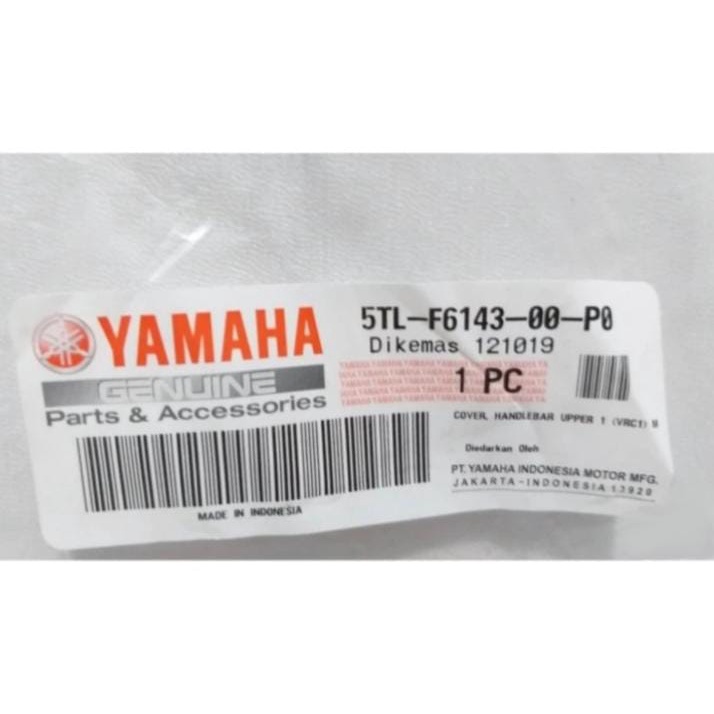 YAMAHA
GENUINE
Parts & Accessories
MADE IN INDONESIA
5TL-F6143-00-P0
Dikemas 121019
1 PC
COVER, HANDLEBAR UPPER 1 (VRC1)
Diedarkan Oleh
PT. YAMAHA INDONESIA MOTOR MFG.
JAKARTA-INDONESIA 13920